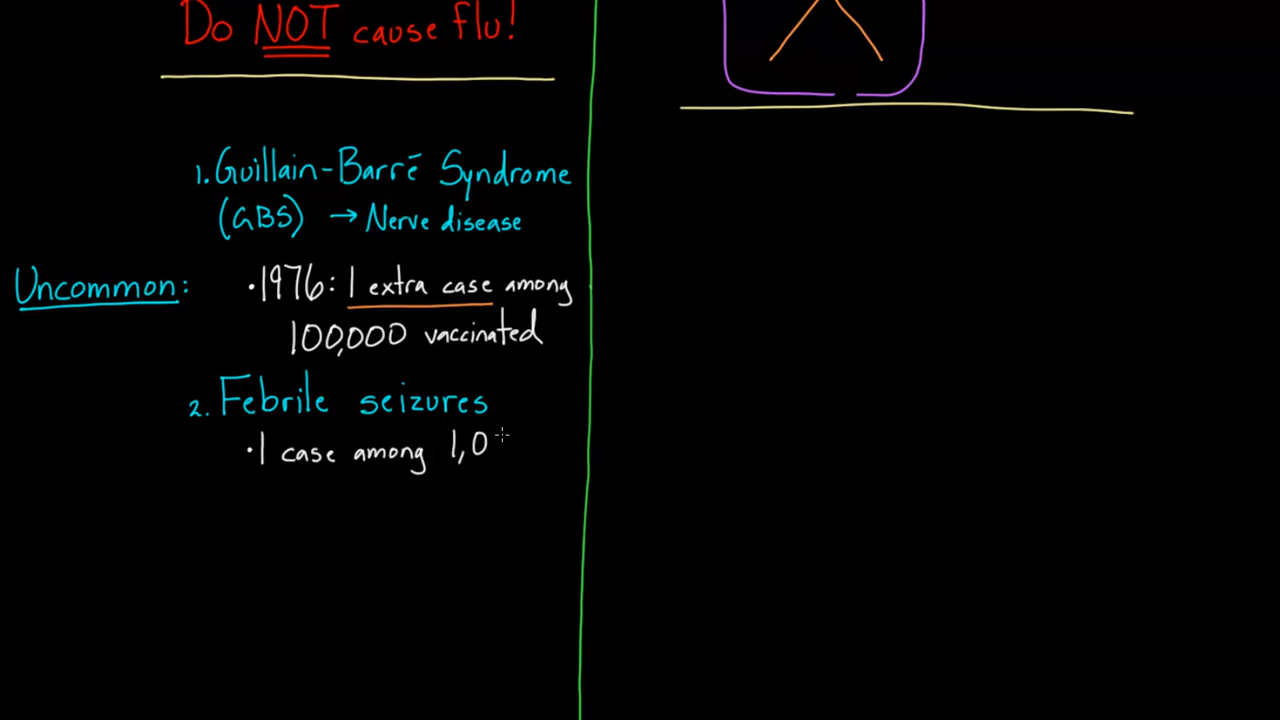 Do NOT cause flu!
1. Guillain-Barré Syndrome
(GBS) → Nerve disease
Uncommon: • 1976: 1 extra case among
100,000 vaccinated
2. Febrile seizures
• 1 case among 1,0